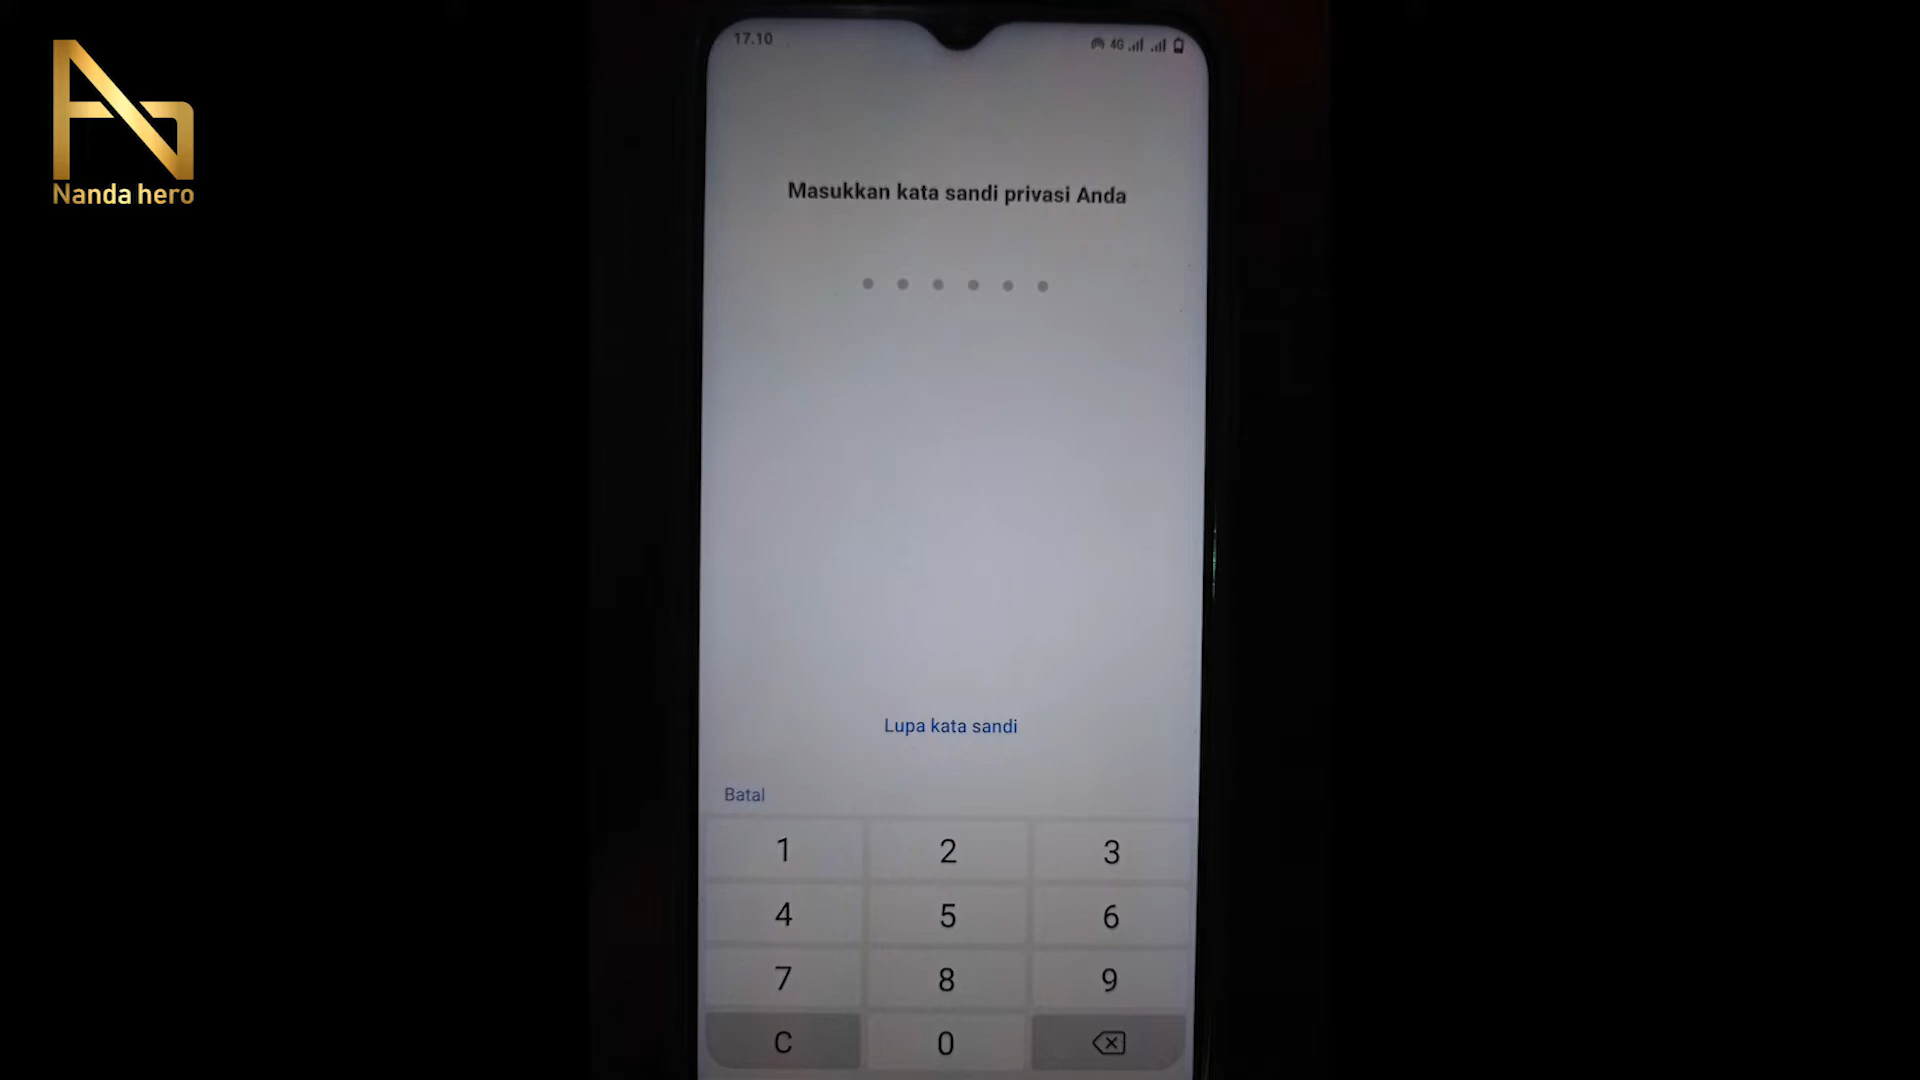 Nanda hero
17.10
4G
Masukkan kata sandi privasi Anda
Lupa kata sandi
Batal
1 2 3
4 5 6
7 8 9
C 0